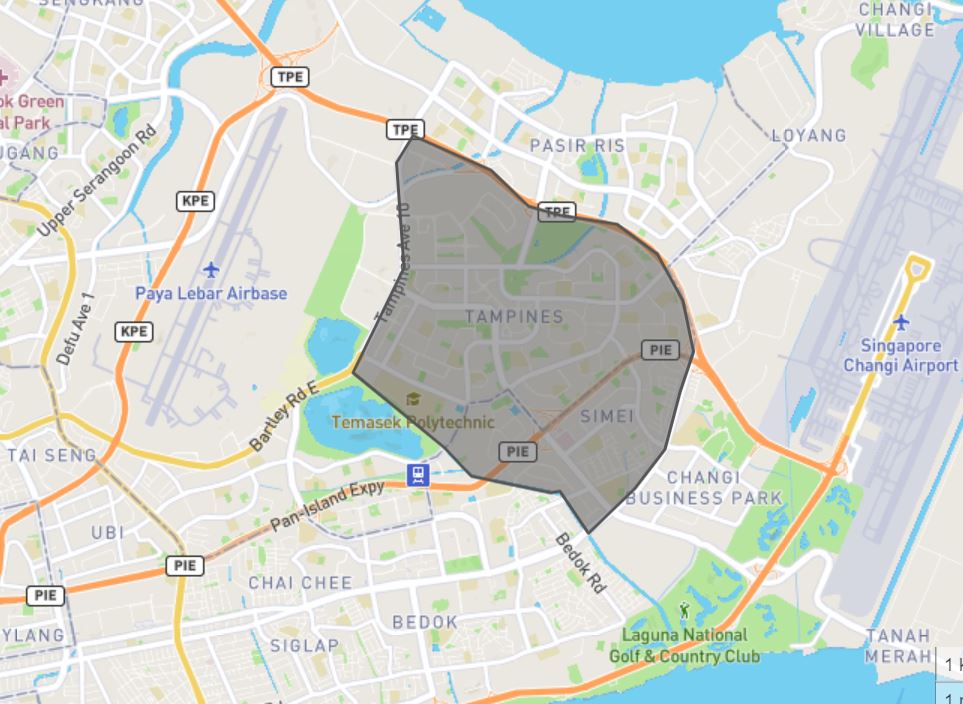 SENGKANG
CHANGI
VILLAGE
TPE
ok Green
al Park
TPE
UGANG
Upper Serangoon Rd
PASIR RIS
LOYANG
KPE
TPE
Tampines Ave 10
Paya Lebar Airbase
TAMPINES
Defu Ave 1
KPE
PIE
Singapore
Changi Airport
Bartley Rd E
Temasek Polytechnic
SIMEI
TAI SENG
PIE
CHANGI
BUSINESS PARK
Pan-Island Expy
UBI
PIE
Bedok Rd
CHAI CHEE
PIE
BEDOK
YLANG
SIGLAP
Laguna National
Golf & Country Club
TANAH
MERAH
1 k